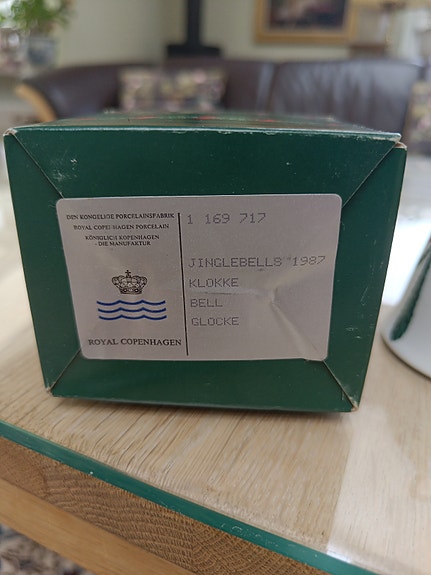 DEN KONGELIGE PORCELAINSFABRIK
ROYAL COPENHAGEN PORCELAIN
KÖNIGLICH KOPENHAGEN
- DIE MANUFAKTUR
ROYAL COPENHAGEN
1 169 717
JINGLEBELLS 1987
KLOKKE
BELL
GLOCKE